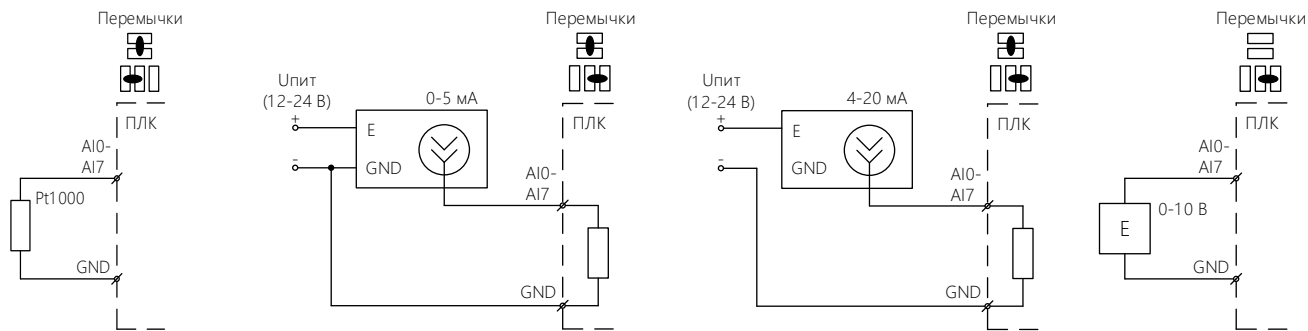 Перемычки
ПЛК
AI0-
AI7
Pt1000
GND
Перемычки
Uпит
(12-24 В)
+
-
0-5 мА
E
GND
ПЛК
AI0-
AI7
GND
Перемычки
Uпит
(12-24 В)
+
-
4-20 мА
E
GND
ПЛК
AI0-
AI7
GND
Перемычки
ПЛК
AI0-
AI7
0-10 В
E
GND